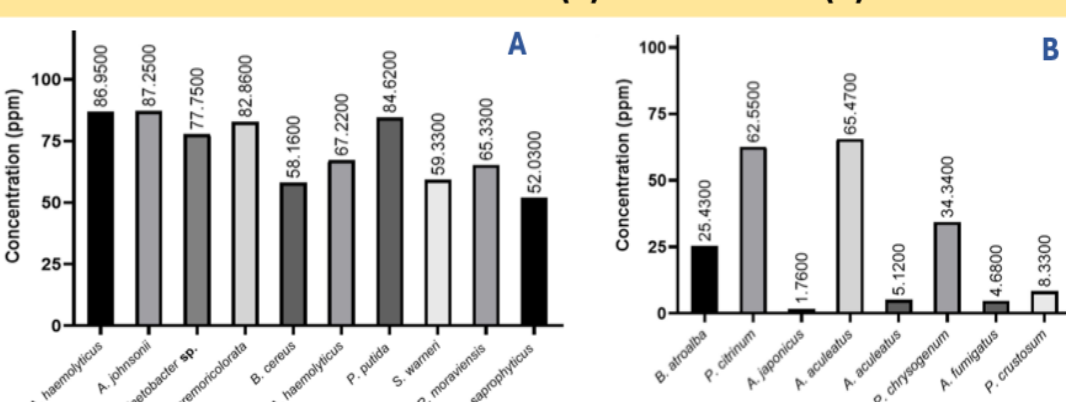 A
Concentration (ppm)
100
75
50
25
0
86.9500
87.2500
77.7500
82.8600
58.1600
67.2200
84.6200
59.3300
65.3300
52.0300
haemolyticus
A. johnsonii
sp.
B. cereus
haemolyticus
P. putida
S. warneri
moraviensis
saprophyticus
B
Concentration (ppm)
100
75
50
25
0
25.4300
62.5500
1.7600
65.4700
5.1200
34.3400
4.6800
8.3300
B. atroalba
P. citrinum
A. japonicus
A. aculeatus
A. aculeatus
P. chrysogenum
A. fumigatus
P. crustosum